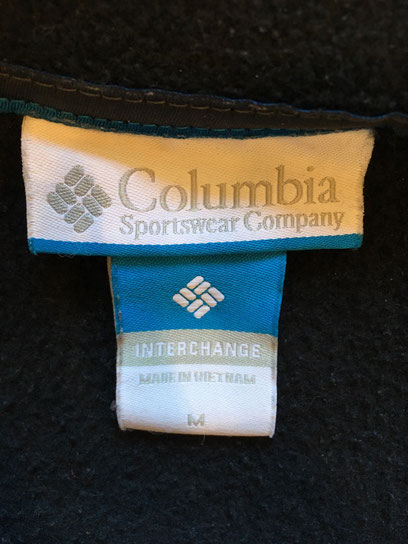 Columbia
Sportswear Company
INTERCHANGE
MADE IN VIETNAM
M